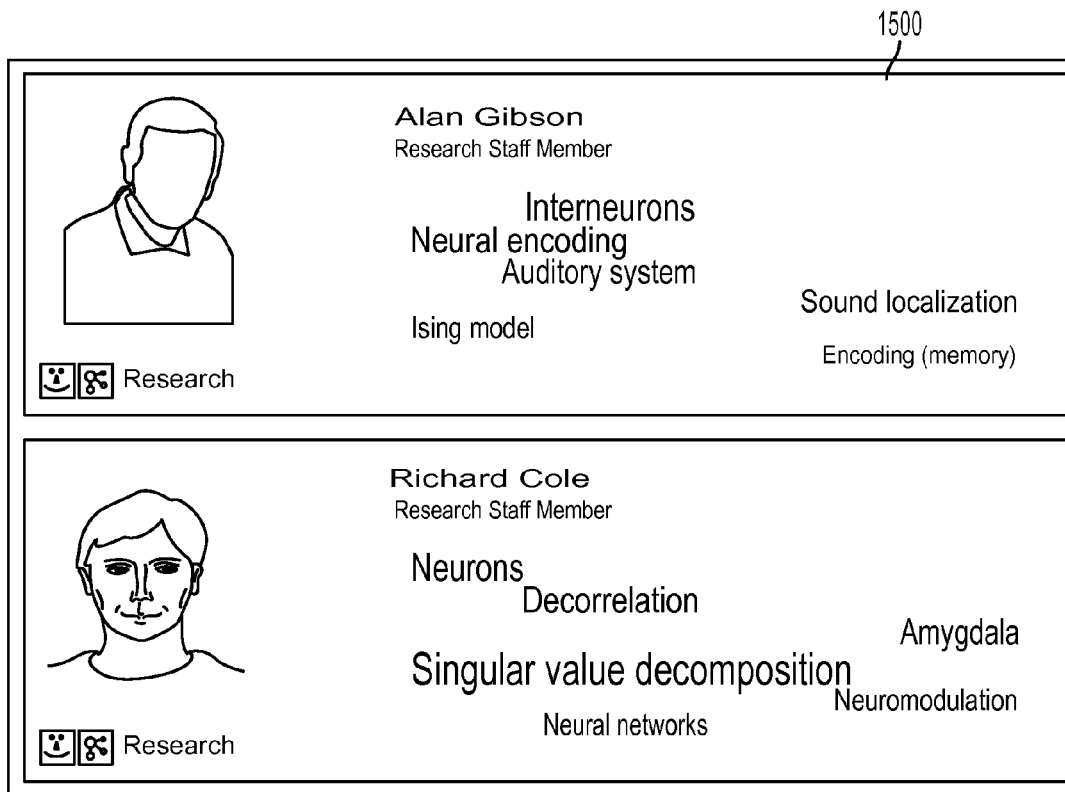 1500
Alan Gibson
Research Staff Member
Interneurons
Neural encoding
Auditory system
Sound localization
Ising model
Encoding (memory)
Research
Richard Cole
Research Staff Member
Neurons
Decorrelation
Amygdala
Singular value decomposition
Neuromodulation
Neural networks
Research